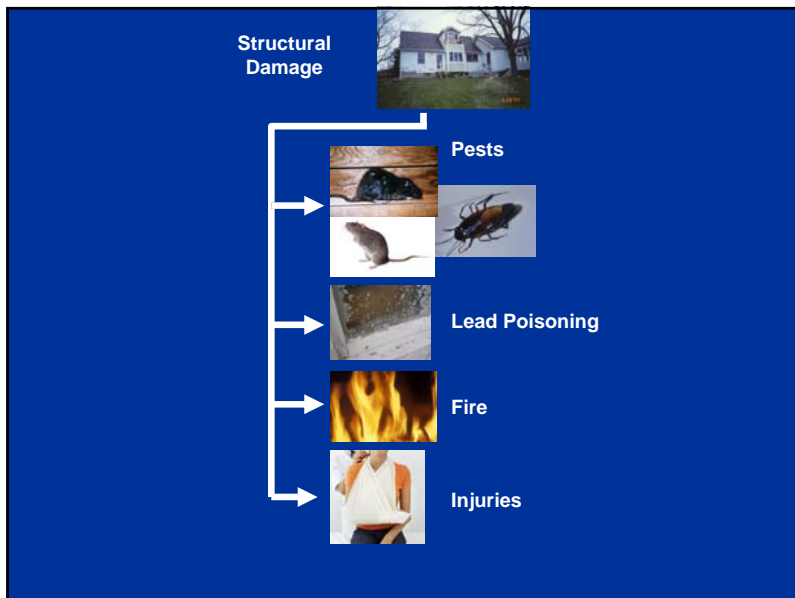 Structural
Damage
Pests
Lead Poisoning
Fire
Injuries